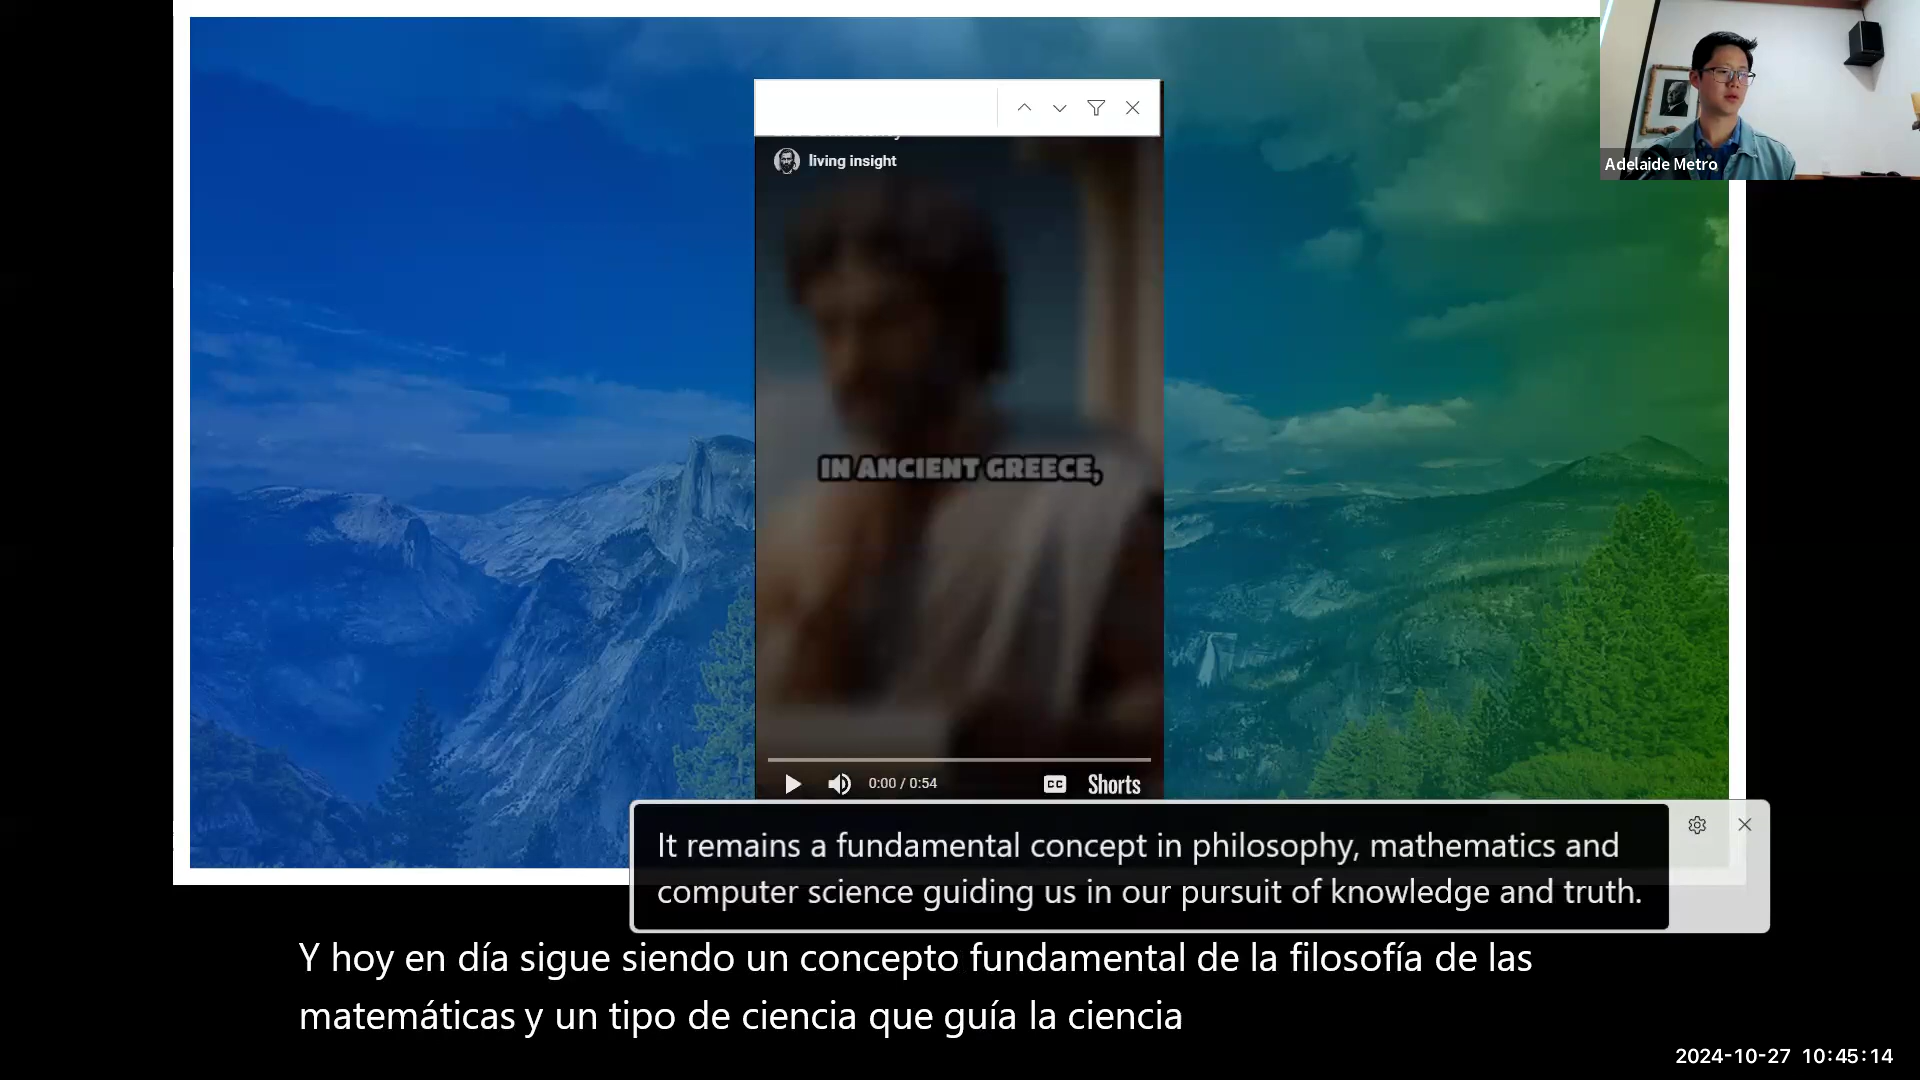 living insight
IN ANCIENT GREECE,
0:00 / 0:54
CC
Shorts
It remains a fundamental concept in philosophy, mathematics and
computer science guiding us in our pursuit of knowledge and truth.
Y hoy en día sigue siendo un concepto fundamental de la filosofía de las
matemáticas y un tipo de ciencia que guía la ciencia
Adelaide Metro
2024-10-27 10:45:14